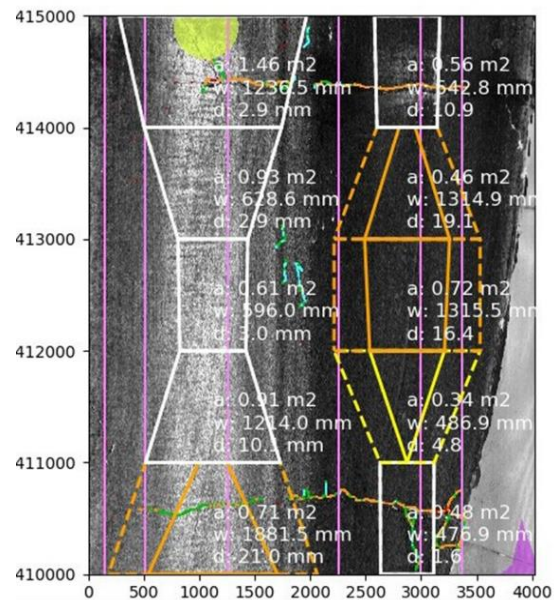 415000
a: 1.46 m2 a: 0.56 m2
w: 1236.5 mm w: 542.8 mm
d: 2.9 mm d: 10.9
414000
a: 0.93 m2 a: 0.46 m2
w: 628.6 mm w: 1314.9 mm
d: 2.9 mm d: 19.1
413000
a: 0.61 m2 a: 0.72 m2
w: 596.0 mm w: 1315.5 mm
d: 3.0 mm d: 16.4
412000
a: 0.91 m2 a: 0.34 m2
w: 1214.0 mm w: 486.9 mm
mm d: 4.8
411000
a: 0.71 m2 a: 0.48 m2
w: 1881.5 mm w: 476.9 mm
d: 21.0 mm d: 1.6
410000
0 500 1000 1500 2000 2500 3000 3500 4000